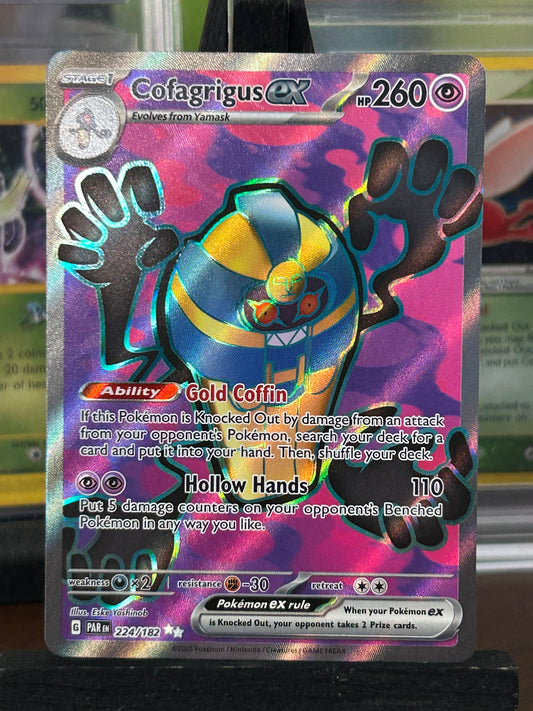 STAGE 1
Cofagrigus ex
HP 260
Evolves from Yamask
Ability Gold Coffin
If this Pokémon is Knocked Out by damage from an attack
from your opponent's Pokémon, search your deck for a
card and put it into your hand. Then, shuffle your deck.
Hollow Hands 110
Put 5 damage counters on your opponent's Benched
Pokémon in any way you like.
weakness ×2 resistance -30 retreat
Illus. Eske Yoshinob
Pokémon ex rule
When your Pokémon ex
is Knocked Out, your opponent takes 2 Prize cards.
G PAR EN 224/182
©2023 Pokémon / Nintendo / Creatures / GAME FREAK